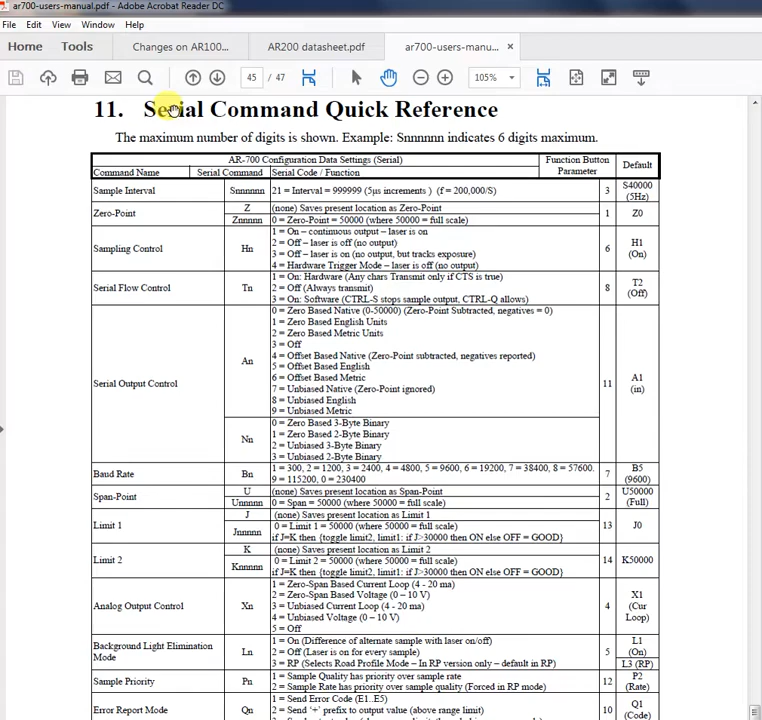 ar700-users-manual.pdf - Adobe Acrobat Reader DC
File Edit View Window Help
Home Tools Changes on AR100... AR200 datasheet.pdf ar700-users-manu... ×
45 / 47 105%
11. Serial Command Quick Reference
The maximum number of digits is shown. Example: Snnnnnn indicates 6 digits maximum.
AR-700 Configuration Data Settings (Serial) Function Button Parameter Default
Command Name Serial Command Serial Code / Function
Sample Interval Snnnnnn 21 = Interval = 999999 (5µs increments ) (f = 200,000/S) 3 S40000 (5Hz)
Zero-Point Z (none) Saves present location as Zero-Point 1 Z0
Znnnnn 0 = Zero-Point = 50000 (where 50000 = full scale)
Sampling Control Hn 1 = On – continuous output – laser is on 6 H1 (On)
2 = Off – laser is off (no output)
3 = Off – laser is on (no output, but tracks exposure)
4 = Hardware Trigger Mode – laser is off (no output)
Serial Flow Control Tn 1 = On: Hardware (Any chars Transmit only if CTS is true) 8 T2 (Off)
2 = Off (Always transmit)
3 = On: Software (CTRL-S stops sample output, CTRL-Q allows)
Serial Output Control An 0 = Zero Based Native (0-50000) (Zero-Point Subtracted, negatives = 0) 11 A1 (in)
1 = Zero Based English Units
2 = Zero Based Metric Units
3 = Off
4 = Offset Based Native (Zero-Point subtracted, negatives reported)
5 = Offset Based English
6 = Offset Based Metric
7 = Unbiased Native (Zero-Point ignored)
8 = Unbiased English
9 = Unbiased Metric
Nn 0 = Zero Based 3-Byte Binary
1 = Zero Based 2-Byte Binary
2 = Unbiased 3-Byte Binary
3 = Unbiased 2-Byte Binary
Baud Rate Bn 1 = 300, 2 = 1200, 3 = 2400, 4 = 4800, 5 = 9600, 6 = 19200, 7 = 38400, 8 = 57600. 7 B5 (9600)
9 = 115200, 0 = 230400
Span-Point U (none) Saves present location as Span-Point 2 U50000 (Full)
Unnnnn 0 = Span = 50000 (where 50000 = full scale)
Limit 1 J (none) Saves present location as Limit 1 13 J0
Jnnnnn 0 = Limit 1 = 50000 (where 50000 = full scale)
if J=K then {toggle limit2, limit1: if J>30000 then ON else OFF = GOOD}
Limit 2 K (none) Saves present location as Limit 2 14 K50000
Knnnnn 0 = Limit 2 = 50000 (where 50000 = full scale)
if J=K then {toggle limit2, limit1: if J>30000 then ON else OFF = GOOD}
Analog Output Control Xn 1 = Zero-Span Based Current Loop (4 - 20 ma) 4 X1 (Cur Loop)
2 = Zero-Span Based Voltage (0 – 10 V)
3 = Unbiased Current Loop (4 - 20 ma)
4 = Unbiased Voltage (0 – 10 V)
5 = Off
Background Light Elimination Mode Ln 1 = On (Difference of alternate sample with laser on/off) 5 L1 (On)
2 = Off (Laser is on for every sample)
3 = RP (Selects Road Profile Mode – In RP version only – default in RP) L3 (RP)
Sample Priority Pn 1 = Sample Quality has priority over sample rate 12 P2 (Rate)
2 = Sample Rate has priority over sample quality (Forced in RP mode)
Error Report Mode Qn 1 = Send Error Code (E1..E5) 10 Q1 (Code)
2 = Send '+' prefix to output value (above range limit)